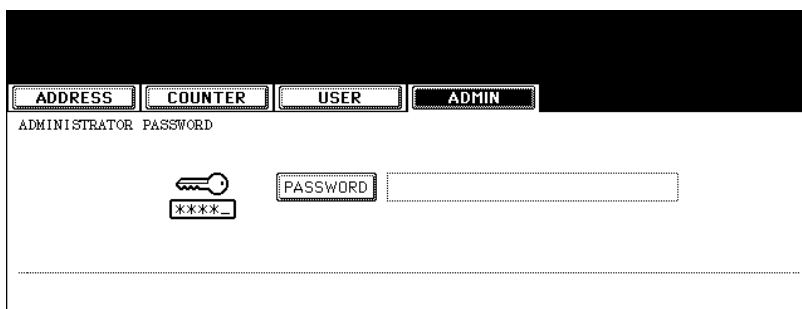 ADDRESS COUNTER USER ADMIN
ADMINISTRATOR PASSWORD
PASSWORD
****_